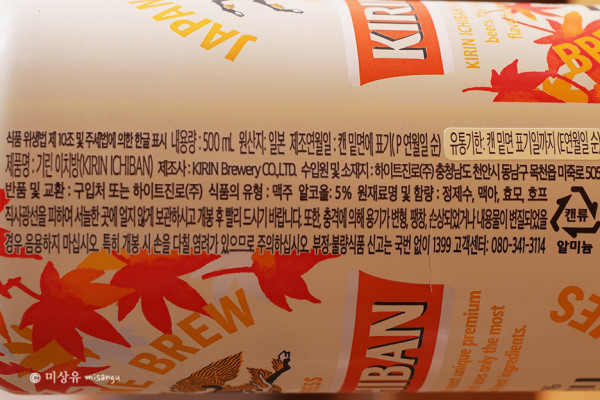 JAPAN
KIRIN
KIRIN ICHIBAN
beers. T
flav
BRE
식품 위생법 제 10조 및 주세법에 의한 한글 표시 내용량 : 500 mL 원산지: 일본 제조연월일 : 캔 밑면에 표기(P 연월일 순) 유통기한: 캔 밑면 표기일까지 (E연월일 순)
제품명 : 기린 이치방(KIRIN ICHIBAN) 제조사 : KIRIN Brewery CO.,LTD. 수입원 및 소재지 : 하이트진로(주) 충청남도 천안시 동남구 목천읍 미죽로 505
반품 및 교환 : 구입처 또는 하이트진로(주) 식품의 유형 : 맥주 알코올: 5% 원재료명 및 함량 : 정제수, 맥아, 호프
직사광선을 피하여 서늘한 곳에 얼지 않게 보관하시고 개봉 후 빨리 드시기 바랍니다. 또한, 충격에 의해 용기가 변형, 팽창, 손상되었거나 내용물이 변질되었을
경우 음용하지 마십시오. 특히 개봉 시 손을 다칠 염려가 있으므로 주의하십시오. 부정·불량식품 신고는 국번 없이 1399 고객센터: 080-341-3114
캔류
알미늄
BREW
IBAN
unique premium
only the most
ingredients.
ESS
ES
© 미상유 misangu